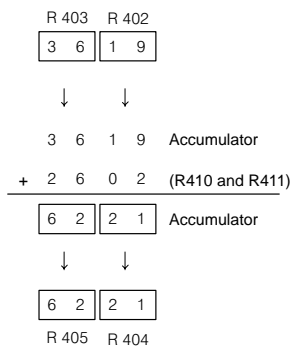 R 403 R 402
3 6 1 9
↓ ↓
3 6 1 9 Accumulator
+ 2 6 0 2 (R410 and R411)
6 2 2 1 Accumulator
↓ ↓
6 2 2 1
R 405 R 404